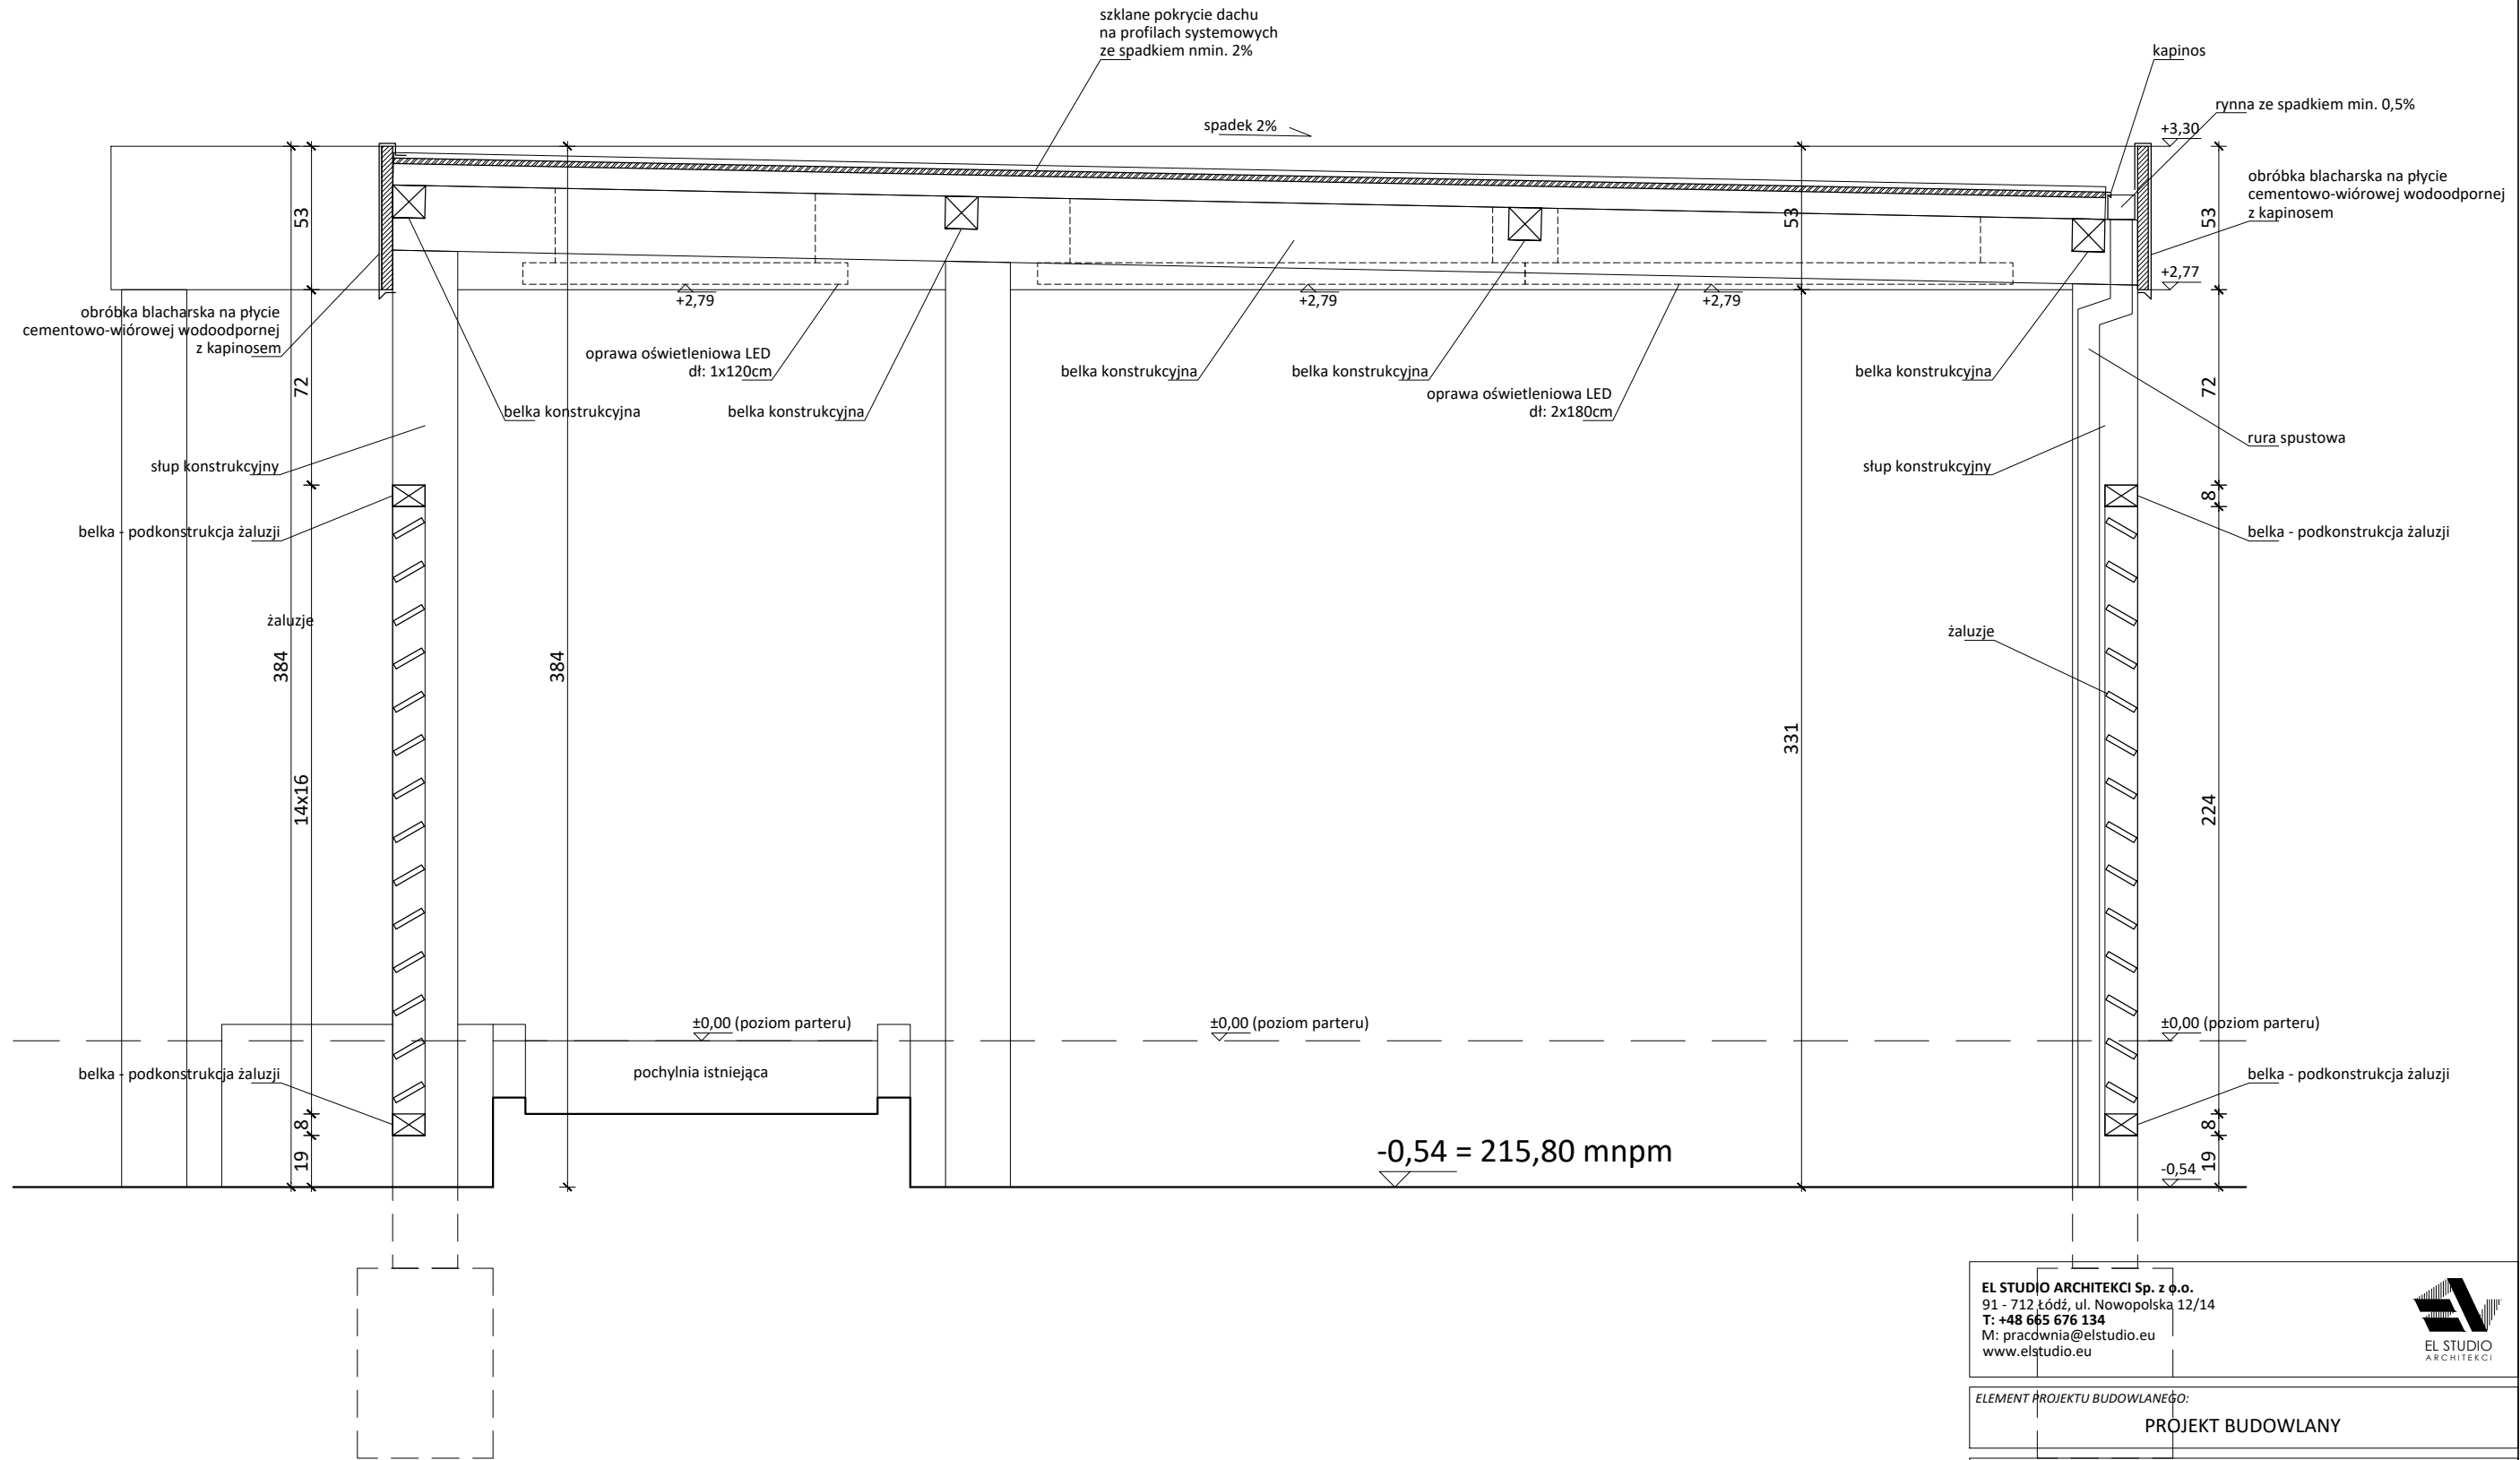 szklane pokrycie dachu
na profilach systemowych
ze spadkiem nmin. 2%
kapinos
rynna ze spadkiem min. 0,5%
spadek 2%
+3,30
obróbka blacharska na płycie
cementowo-wiórowej wodoodpornej
z kapinosem
53
53
53
+2,77
+2,79
+2,79
+2,79
obróbka blacharska na płycie
cementowo-wiórowej wodoodpornej
z kapinosem
oprawa oświetleniowa LED
dł: 1x120cm
belka konstrukcyjna
belka konstrukcyjna
belka konstrukcyjna
oprawa oświetleniowa LED
dł: 2x180cm
72
72
belka konstrukcyjna
belka konstrukcyjna
rura spustowa
słup konstrukcyjny
słup konstrukcyjny
8
belka - podkonstrukcja żaluzji
belka - podkonstrukcja żaluzji
żaluzje
żaluzje
384
384
331
14x16
224
±0,00 (poziom parteru)
±0,00 (poziom parteru)
±0,00 (poziom parteru)
belka - podkonstrukcja żaluzji
pochylnia istniejąca
belka - podkonstrukcja żaluzji
8
8
19
19
-0,54 = 215,80 mnpm
-0,54
EL STUDIO ARCHITEKCI Sp. z o.o.
91 - 712 Łódź, ul. Nowopolska 12/14
T: +48 665 676 134
M: pracownia@elstudio.eu
www.elstudio.eu
EL STUDIO
ARCHITEKCI
ELEMENT PROJEKTU BUDOWLANEGO:
PROJEKT BUDOWLANY